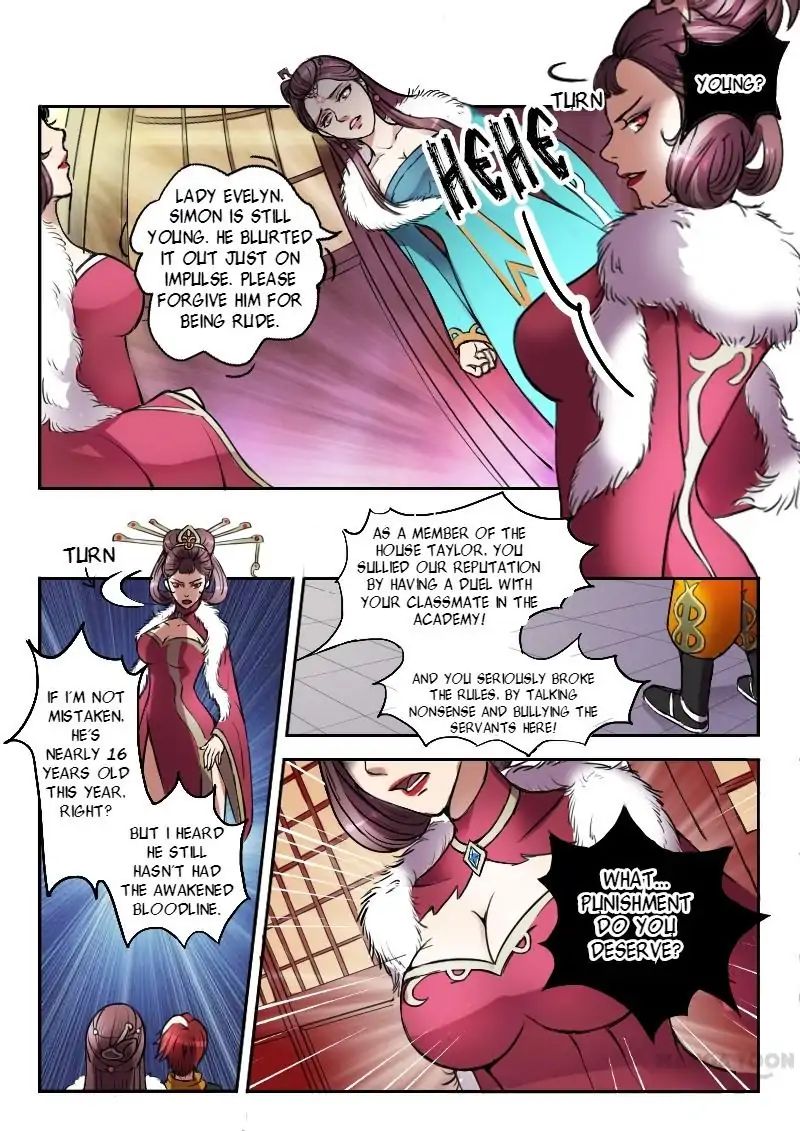 YOUNG?
TURN
HEHE
LADY EVELYN,
SIMON IS STILL
YOUNG. HE BLURTED
IT OUT JUST ON
IMPULSE. PLEASE
FORGIVE HIM FOR
BEING RUDE.
TURN
IF I'M NOT
MISTAKEN,
HE'S
NEARLY 16
YEARS OLD
THIS YEAR,
RIGHT?
BUT I HEARD
HE STILL
HASN'T HAD
THE AWAKENED
BLOODLINE.
AS A MEMBER OF THE
HOUSE TAYLOR, YOU
SULLIED OUR REPUTATION
BY HAVING A DUEL WITH
YOUR CLASSMATE IN THE
ACADEMY!
AND YOU SERIOUSLY BROKE
THE RULES, BY TALKING
NONSENSE AND BULLYING THE
SERVANTS HERE!
WHAT...
PUNISHMENT
DO YOU
DESERVE?
MANGATOON